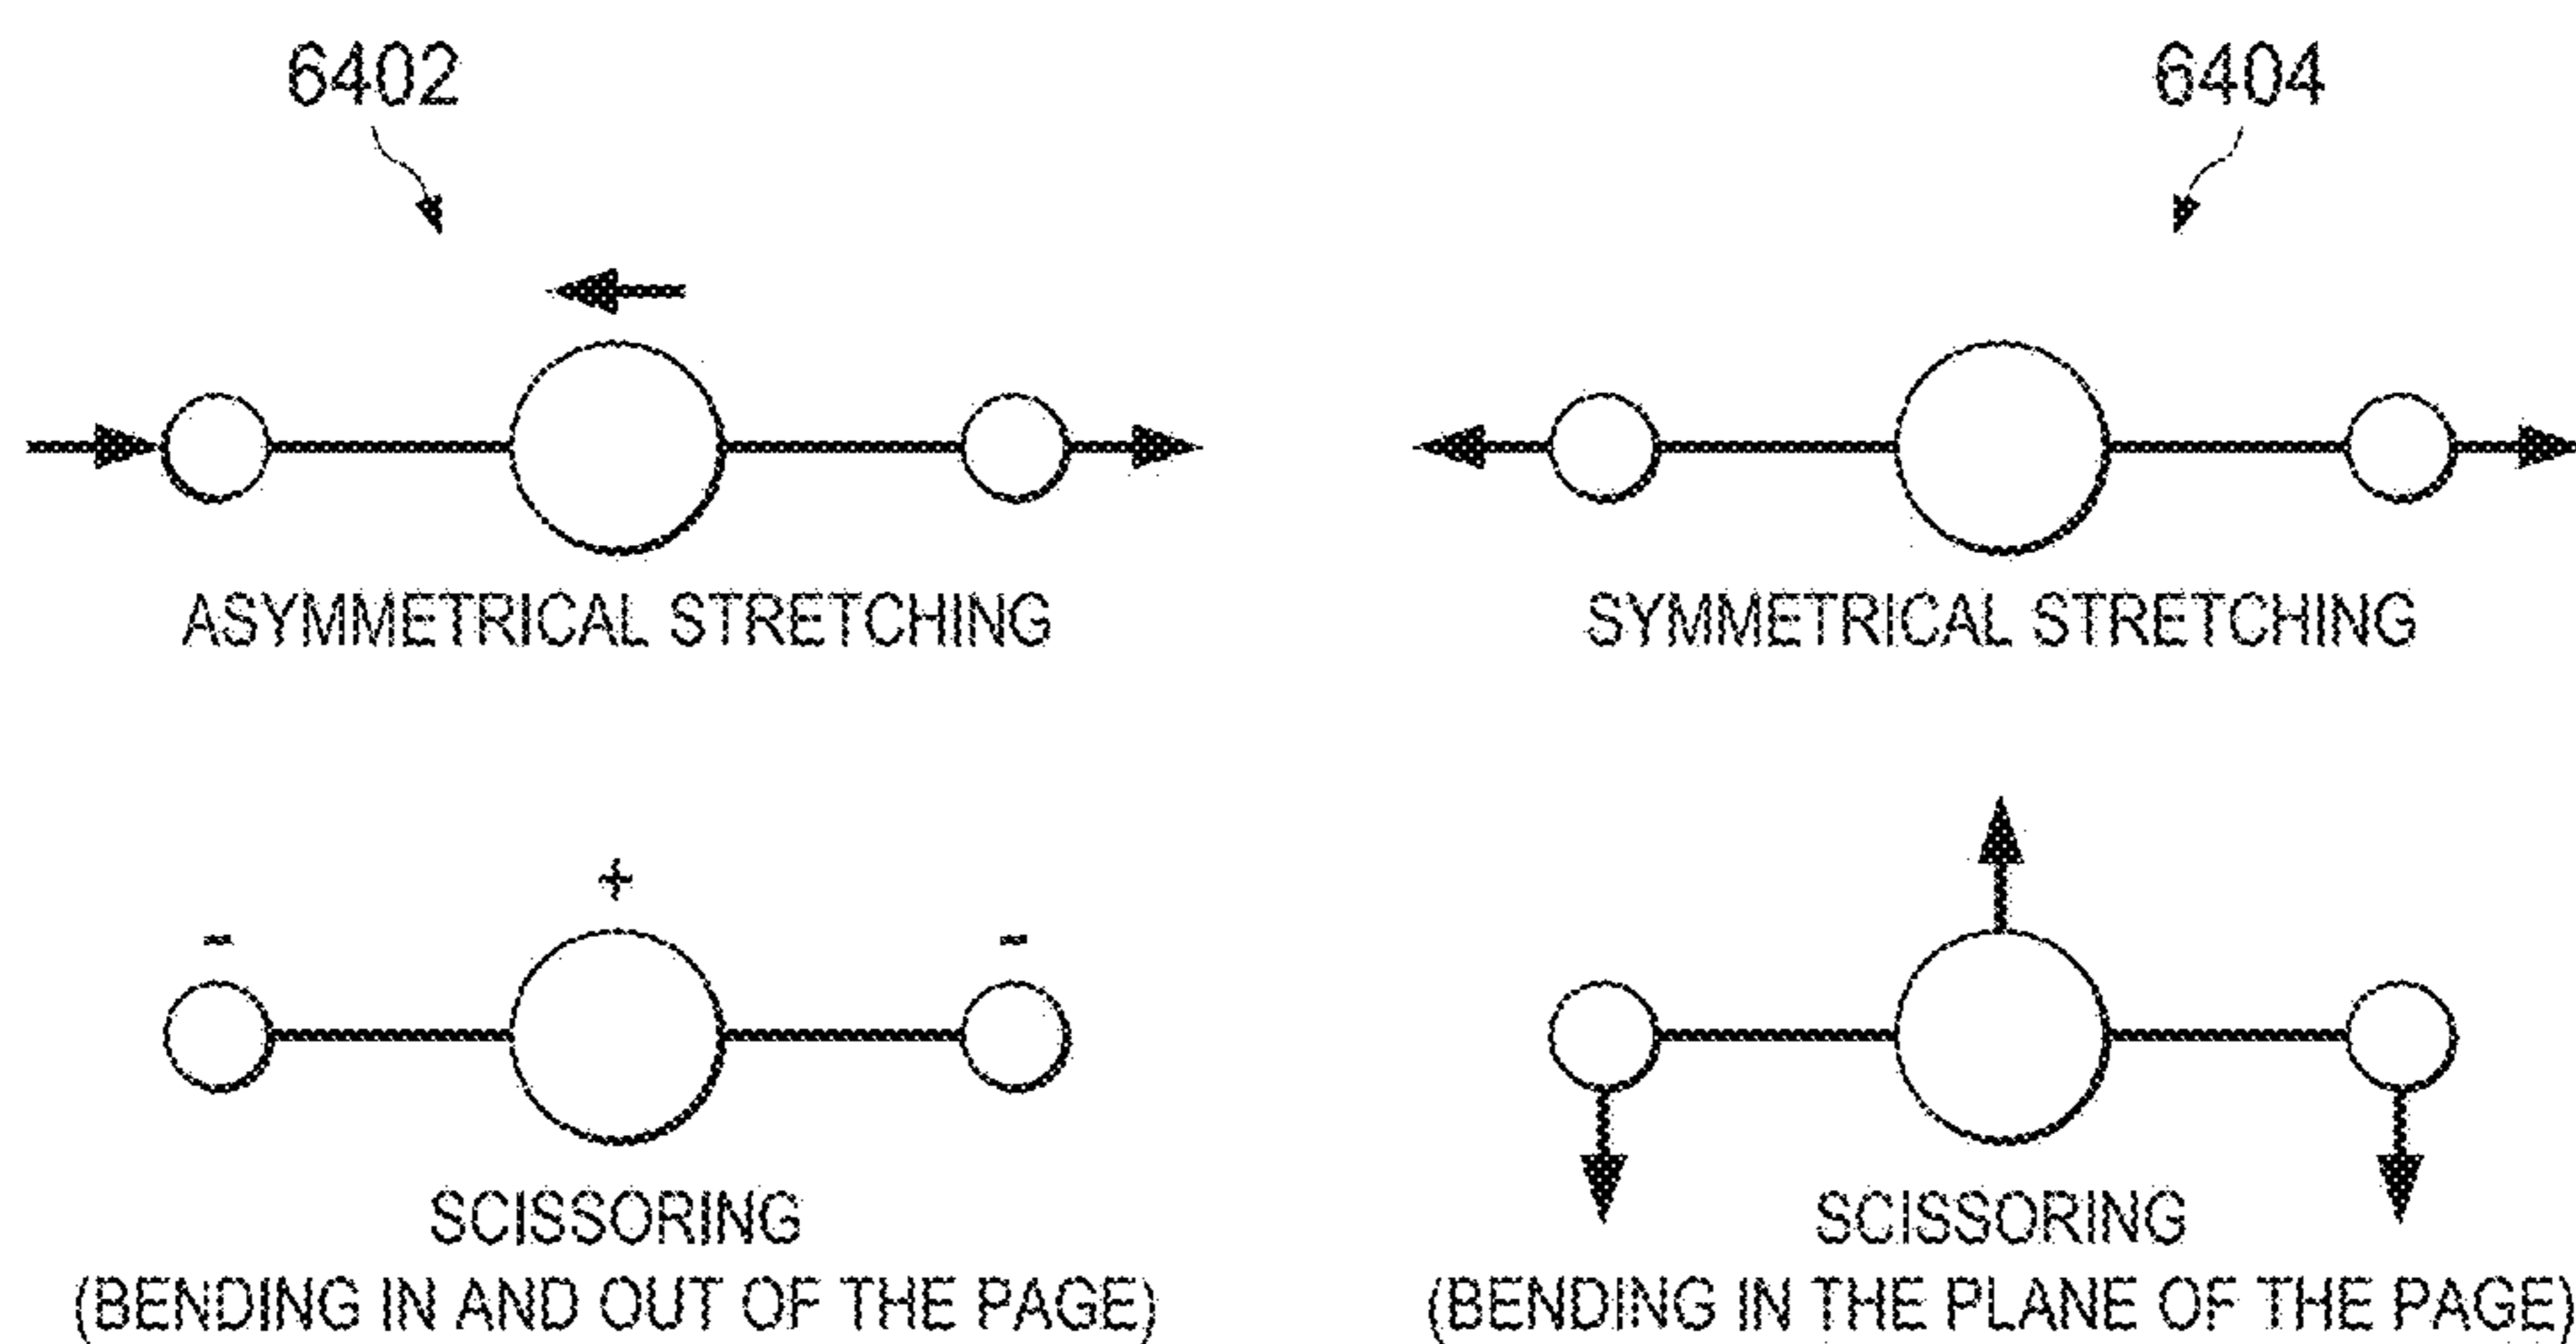 6402
6404
ASYMMETRICAL STRETCHING
SYMMETRICAL STRETCHING
+
- -
SCISSORING
(BENDING IN AND OUT OF THE PAGE)
SCISSORING
(BENDING IN THE PLANE OF THE PAGE)